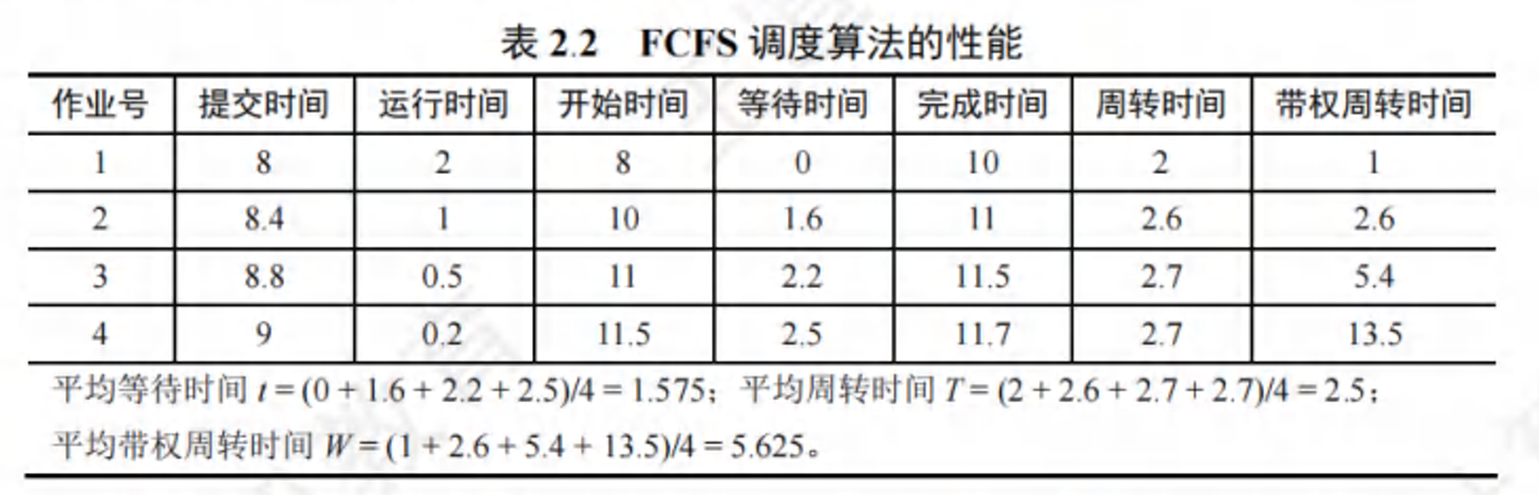 表 2.2 FCFS 调度算法的性能
作业号 提交时间 运行时间 开始时间 等待时间 完成时间 周转时间 带权周转时间
1 8 2 8 0 10 2 1
2 8.4 1 10 1.6 11 2.6 2.6
3 8.8 0.5 11 2.2 11.5 2.7 5.4
4 9 0.2 11.5 2.5 11.7 2.7 13.5
平均等待时间 t = (0 + 1.6 + 2.2 + 2.5)/4 = 1.575；平均周转时间 T = (2 + 2.6 + 2.7 + 2.7)/4 = 2.5；
平均带权周转时间 W = (1 + 2.6 + 5.4 + 13.5)/4 = 5.625。